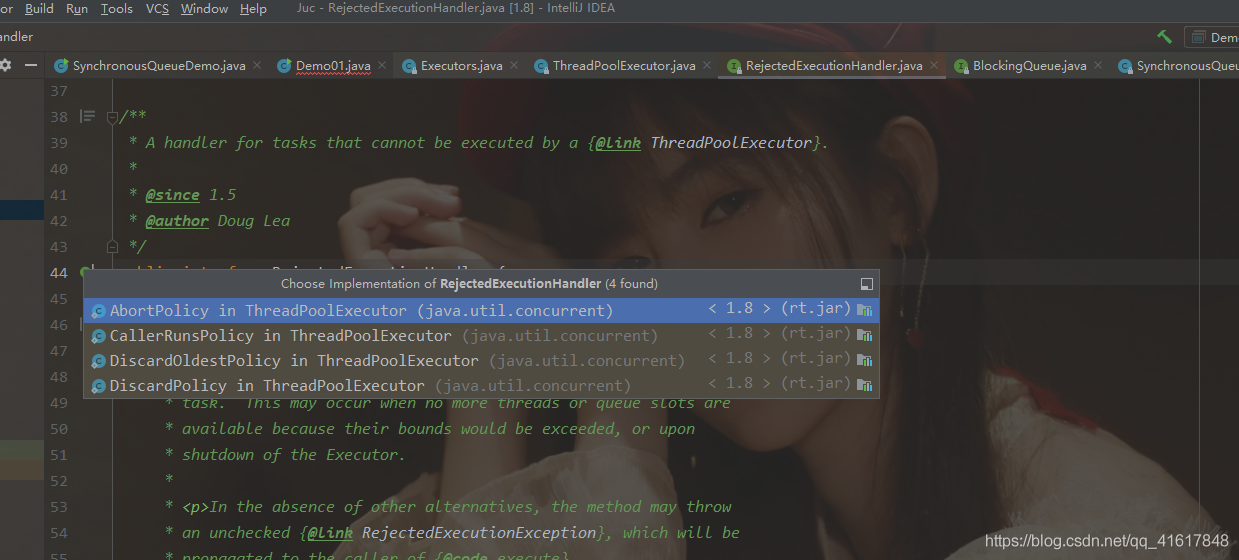 or Build Run Tools VCS Window Help Juc - RejectedExecutionHandler.java [1.8] - IntelliJ IDEA
andler Dem
SynchronousQueueDemo.java Demo01.java Executors.java ThreadPoolExecutor.java RejectedExecutionHandler.java BlockingQueue.java SynchronousQue
37
38 /**
39 * A handler for tasks that cannot be executed by a {@link ThreadPoolExecutor}.
40 *
41 * @since 1.5
42 * @author Doug Lea
43 */
44
Choose Implementation of RejectedExecutionHandler (4 found)
45 AbortPolicy in ThreadPoolExecutor (java.util.concurrent) < 1.8 > (rt.jar)
46 CallerRunsPolicy in ThreadPoolExecutor (java.util.concurrent) < 1.8 > (rt.jar)
47 DiscardOldestPolicy in ThreadPoolExecutor (java.util.concurrent) < 1.8 > (rt.jar)
48 DiscardPolicy in ThreadPoolExecutor (java.util.concurrent) < 1.8 > (rt.jar)
49 * task. This may occur when no more threads or queue slots are
50 * available because their bounds would be exceeded, or upon
51 * shutdown of the Executor.
52 *
53 * <p>In the absence of other alternatives, the method may throw
54 * an unchecked {@link RejectedExecutionException}, which will be
55 * propagated to the caller of {@code execute}
https://blog.csdn.net/qq_41617848